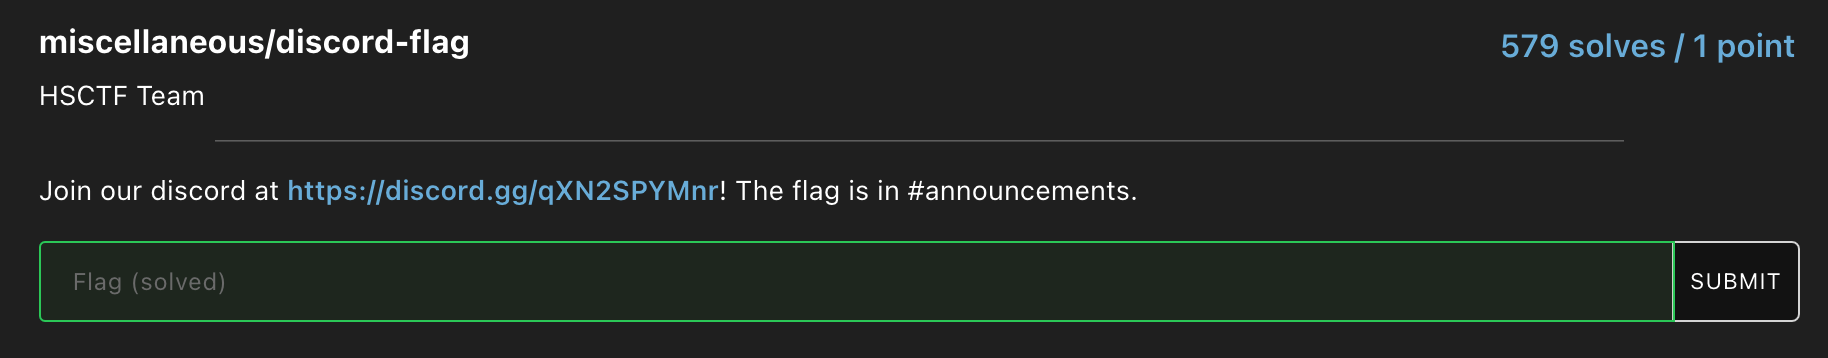 miscellaneous/discord-flag
579 solves / 1 point
HSCTF Team
Join our discord at https://discord.gg/qXN2SPYMnr! The flag is in #announcements.
Flag (solved)
SUBMIT